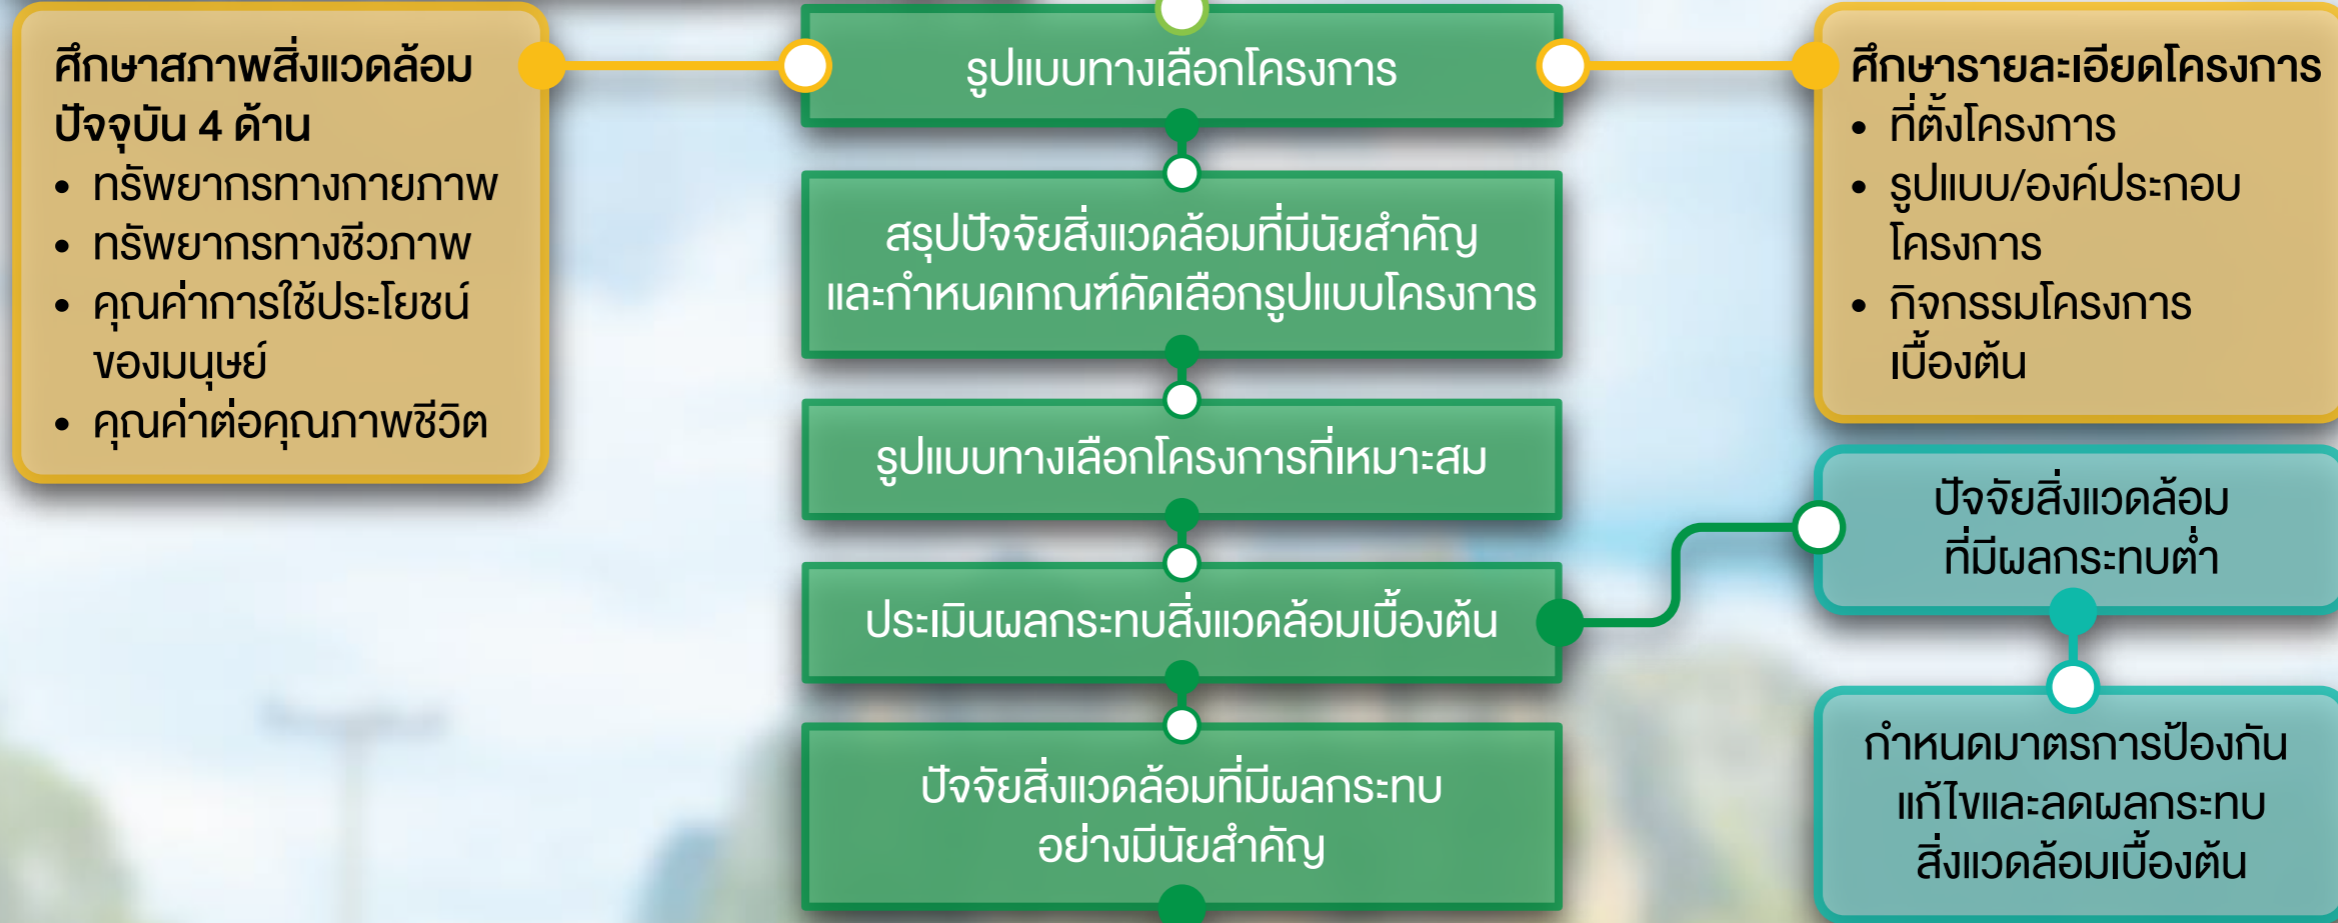 ศึกษาสภาพสิ่งแวดล้อม
ปัจจุบัน 4 ด้าน
• ทรัพยากรทางกายภาพ
• ทรัพยากรทางชีวภาพ
• คุณค่าการใช้ประโยชน์
ของมนุษย์
• คุณค่าต่อคุณภาพชีวิต
รูปแบบทางเลือกโครงการ
สรุปปัจจัยสิ่งแวดล้อมที่มีนัยสำคัญ
และกำหนดเกณฑ์คัดเลือกรูปแบบโครงการ
รูปแบบทางเลือกโครงการที่เหมาะสม
ประเมินผลกระทบสิ่งแวดล้อมเบื้องต้น
ปัจจัยสิ่งแวดล้อมที่มีผลกระทบ
อย่างมีนัยสำคัญ
ศึกษารายละเอียดโครงการ
• ที่ตั้งโครงการ
• รูปแบบ/องค์ประกอบ
โครงการ
• กิจกรรมโครงการ
เบื้องต้น
ปัจจัยสิ่งแวดล้อม
ที่มีผลกระทบต่ำ
กำหนดมาตรการป้องกัน
แก้ไขและลดผลกระทบ
สิ่งแวดล้อมเบื้องต้น